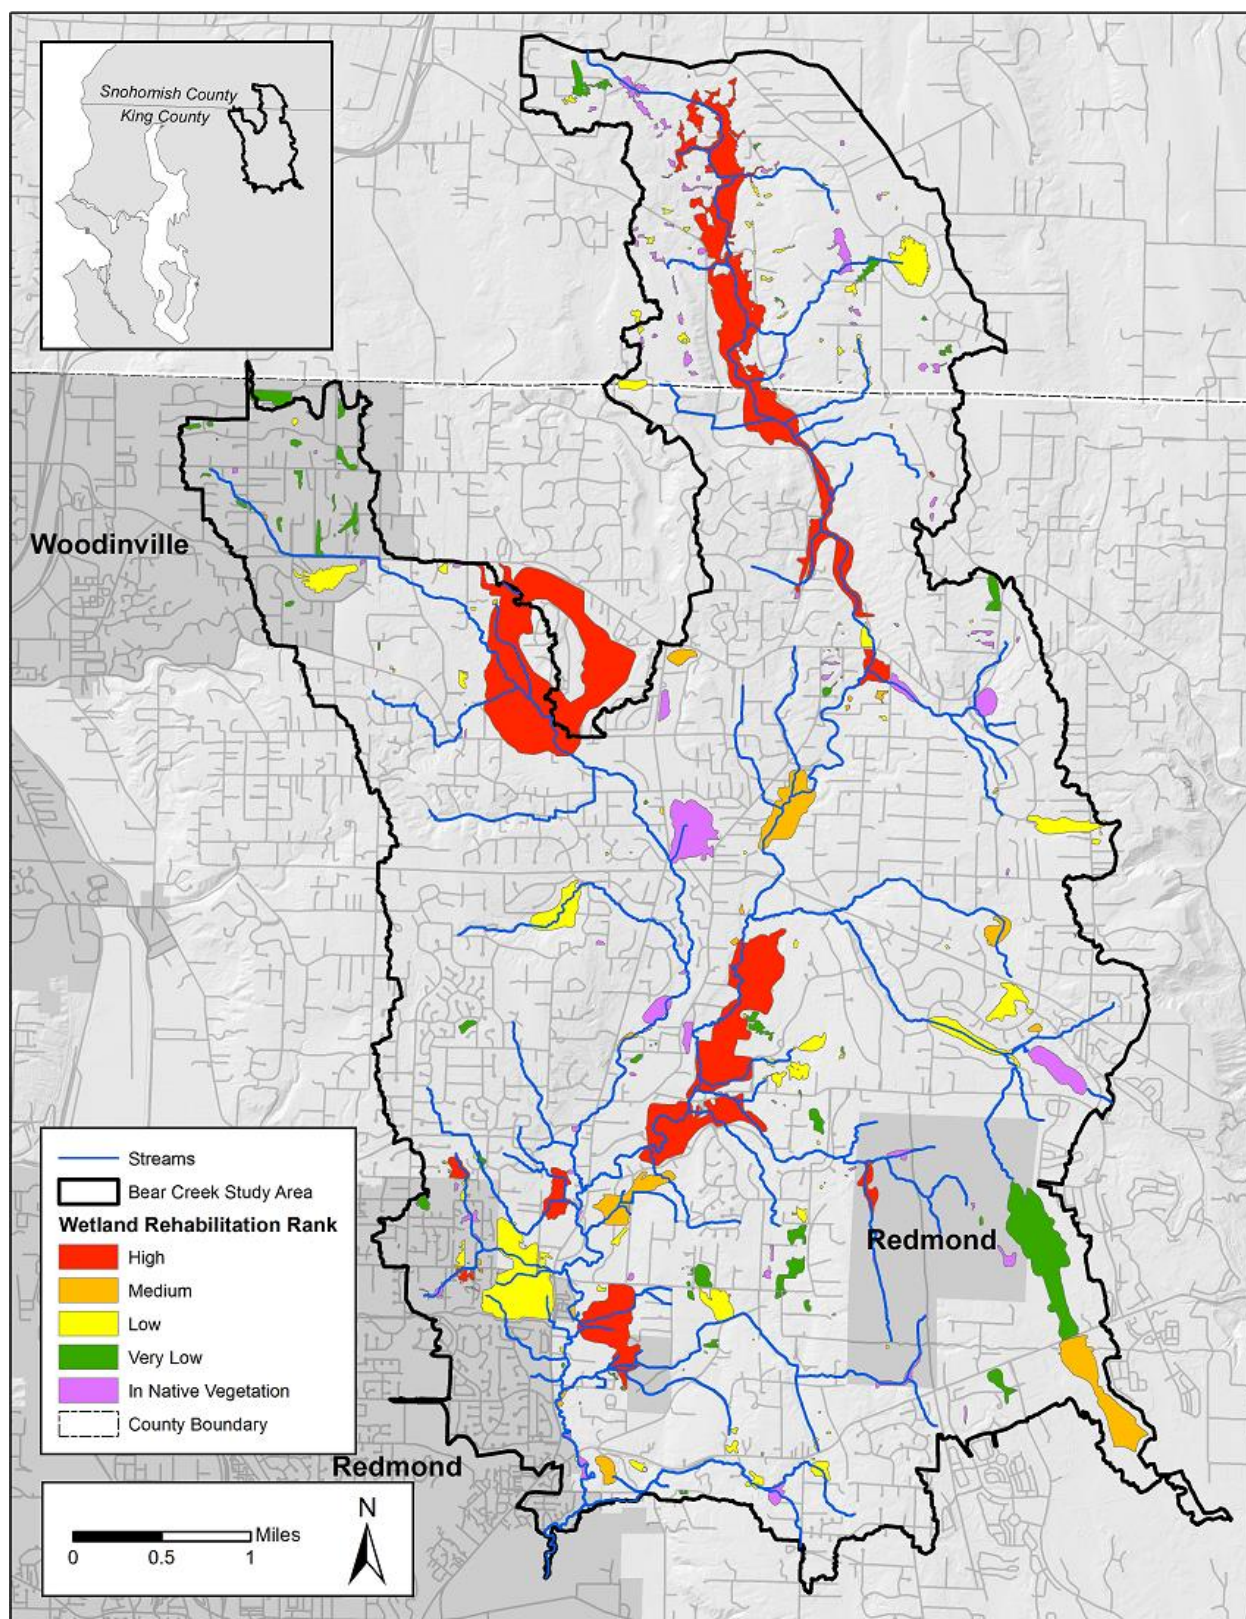 Snohomish County
King County
Woodinville
Streams
Bear Creek Study Area
Wetland Rehabilitation Rank
High
Medium
Low
Very Low
In Native Vegetation
County Boundary
Redmond
Redmond
N
Miles
0 0.5 1